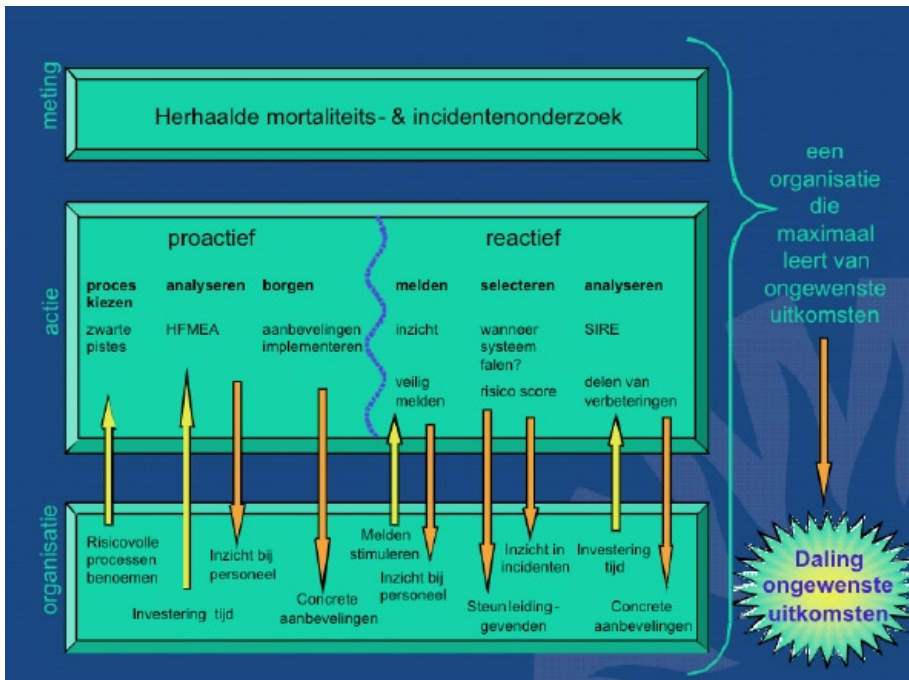 meting
Herhaalde mortaliteits- & incidentenonderzoek
actie
proactief
reactief
proces
kiezen
zwarte
pistes
analyseren
HFMEA
borgen
aanbevelingen
implementeren
melden
inzicht
veilig
melden
selecteren
wanneer
systeem
falen?
risico score
analyseren
SIRE
delen van
verbeteringen
organisatie
Risicovolle
processen
benoemen
Investering tijd
Inzicht bij
personeel
Concrete
aanbevelingen
Melden
stimuleren
Inzicht bij
personeel
Steun leiding-
gevenden
Inzicht in
incidenten
Investering
tijd
Concrete
aanbevelingen
een
organisatie
die
maximaal
leert van
ongewenste
uitkomsten
Daling
ongewenste
uitkomsten